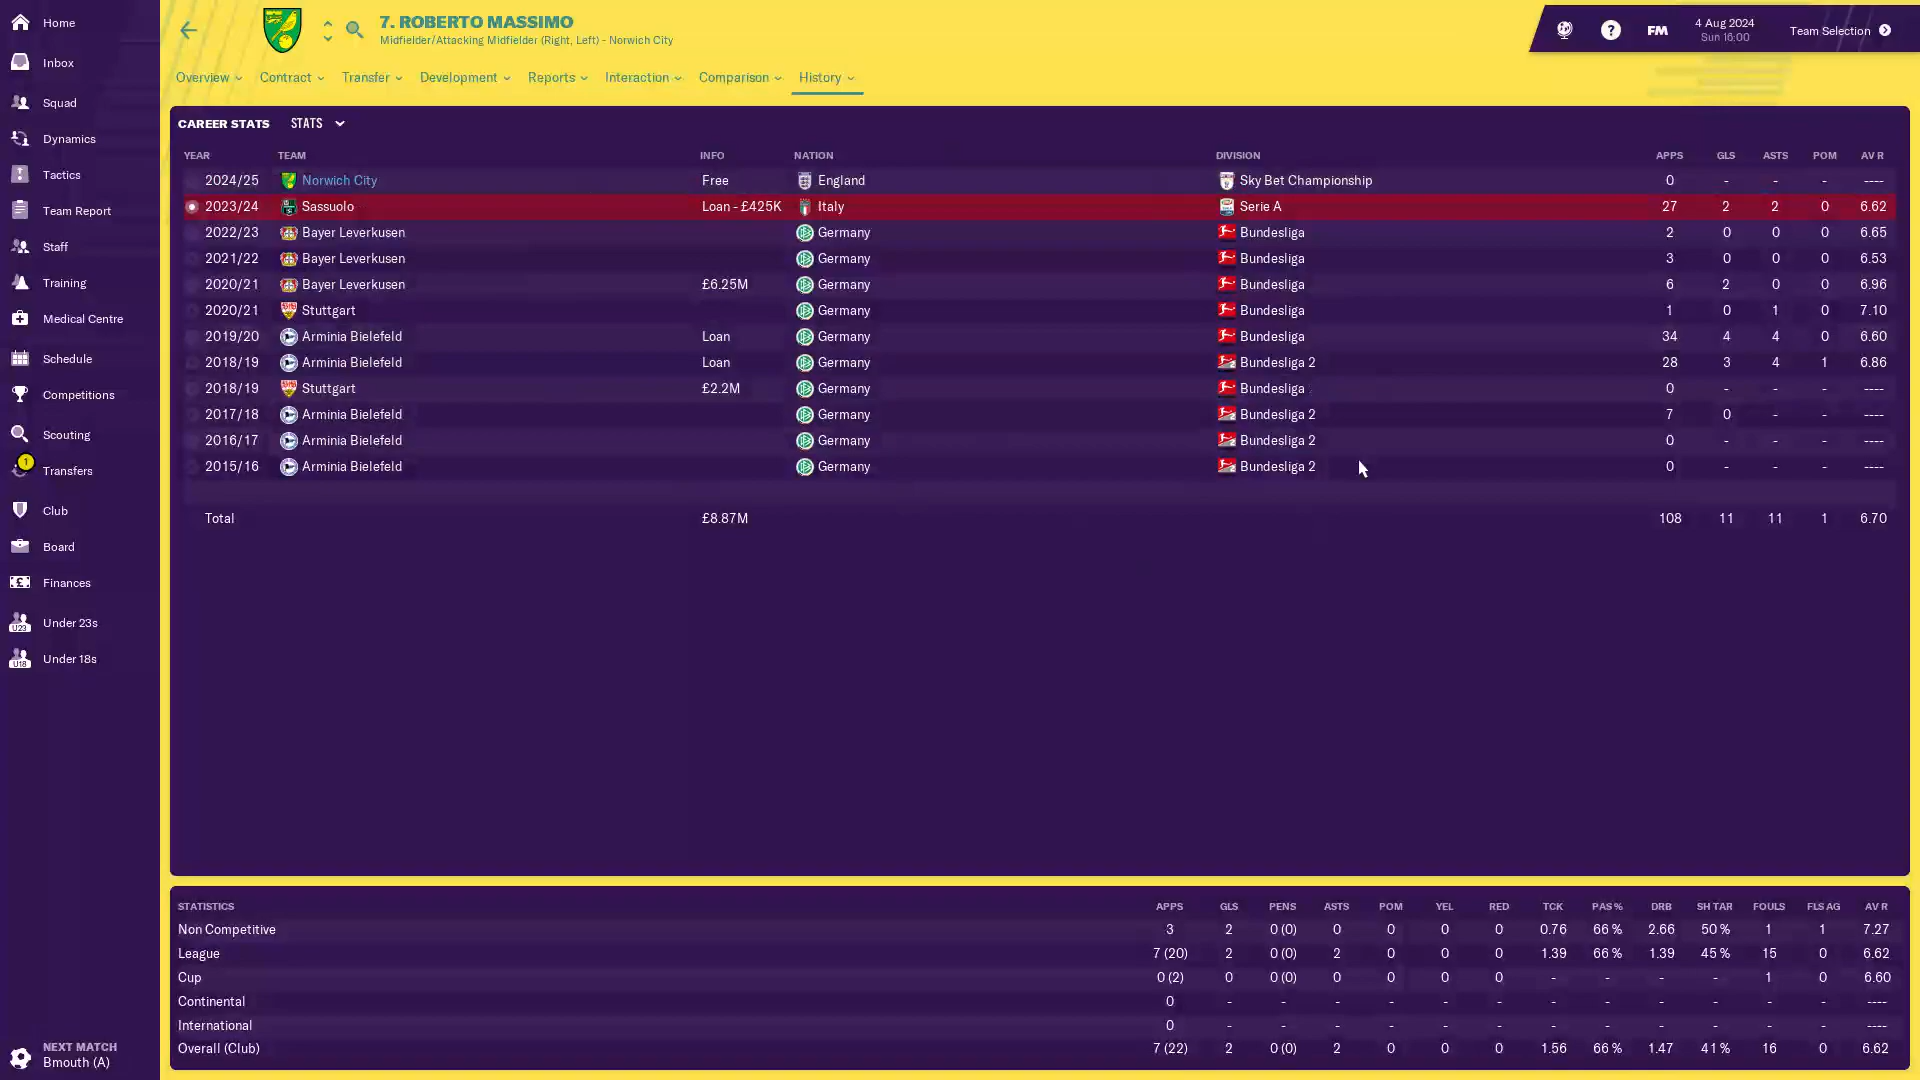 Home
Inbox
Squad
Dynamics
Tactics
Team Report
Staff
Training
Medical Centre
Schedule
Competitions
Scouting
1
Transfers
Club
Board
Finances
U23 Under 23s
U18 Under 18s
NEXT MATCH
Bmouth (A)
7. ROBERTO MASSIMO
Midfielder/Attacking Midfielder (Right, Left) - Norwich City
? FM 4 Aug 2024 Team Selection
Sun 16:00
Overview Contract Transfer Development Reports Interaction Comparison History
CAREER STATS STATS
YEAR TEAM INFO NATION DIVISION APPS GLS ASTS POM AV R
2024/25 Norwich City Free England Sky Bet Championship 0 - - - ----
2023/24 Sassuolo Loan - £425K Italy Serie A 27 2 2 0 6.62
2022/23 Bayer Leverkusen Germany Bundesliga 2 0 0 0 6.65
2021/22 Bayer Leverkusen Germany Bundesliga 3 0 0 0 6.53
2020/21 Bayer Leverkusen £6.25M Germany Bundesliga 6 2 0 0 6.96
2020/21 Stuttgart Germany Bundesliga 1 0 1 0 7.10
2019/20 Arminia Bielefeld Loan Germany Bundesliga 34 4 4 0 6.60
2018/19 Arminia Bielefeld Loan Germany Bundesliga 2 28 3 4 1 6.86
2018/19 Stuttgart £2.2M Germany Bundesliga 0 - - - ----
2017/18 Arminia Bielefeld Germany Bundesliga 2 7 0 - - ----
2016/17 Arminia Bielefeld Germany Bundesliga 2 0 - - - ----
2015/16 Arminia Bielefeld Germany Bundesliga 2 0 - - - ----
Total £8.87M 108 11 11 1 6.70
STATISTICS APPS GLS PENS ASTS POM YEL RED TCK PAS % DRB SH TAR FOULS FLS AG AV R
Non Competitive 3 2 0 (0) 0 0 0 0 0.76 66 % 2.66 50 % 1 1 7.27
League 7 (20) 2 0 (0) 2 0 0 0 1.39 66 % 1.39 45 % 15 0 6.62
Cup 0 (2) 0 0 (0) 0 0 0 0 - - - - 1 0 6.60
Continental 0 - - - - - - - - - - - - ----
International 0 - - - - - - - - - - - - ----
Overall (Club) 7 (22) 2 0 (0) 2 0 0 0 1.56 66 % 1.47 41 % 16 0 6.62